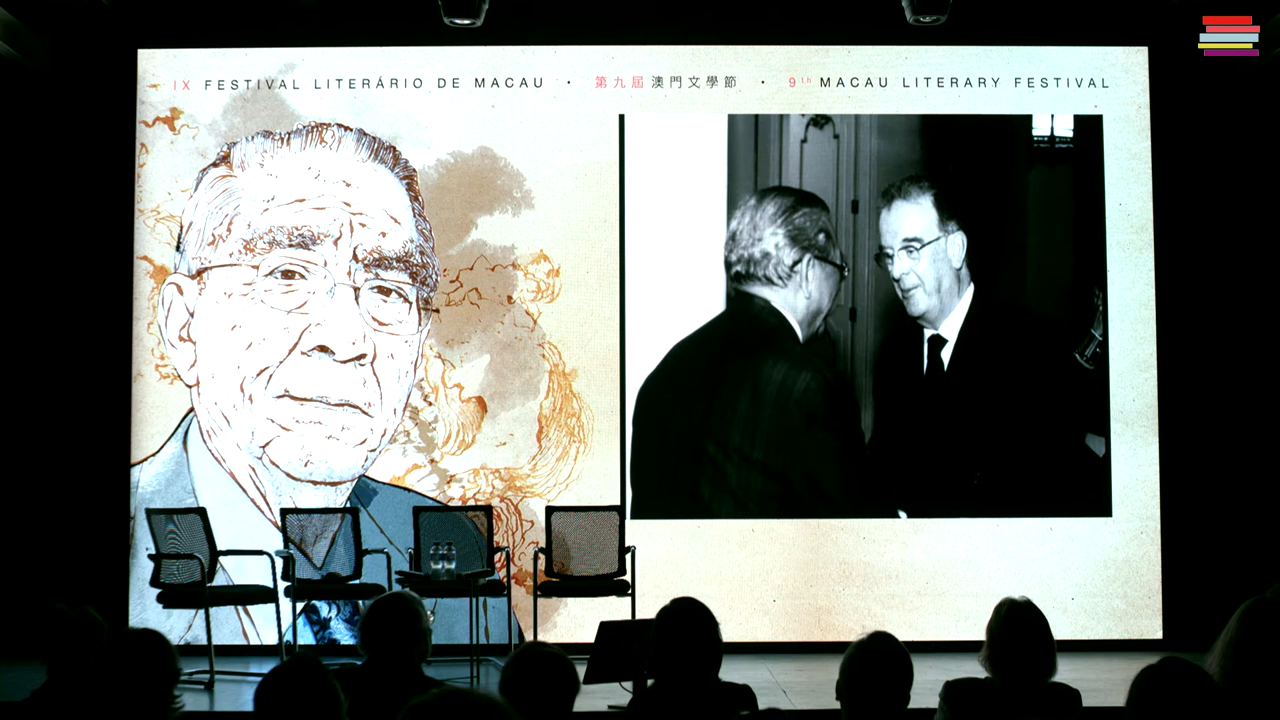 IX FESTIVAL LITERÁRIO DE MACAU • 第九屆澳門文學節 • 9th MACAU LITERARY FESTIVAL